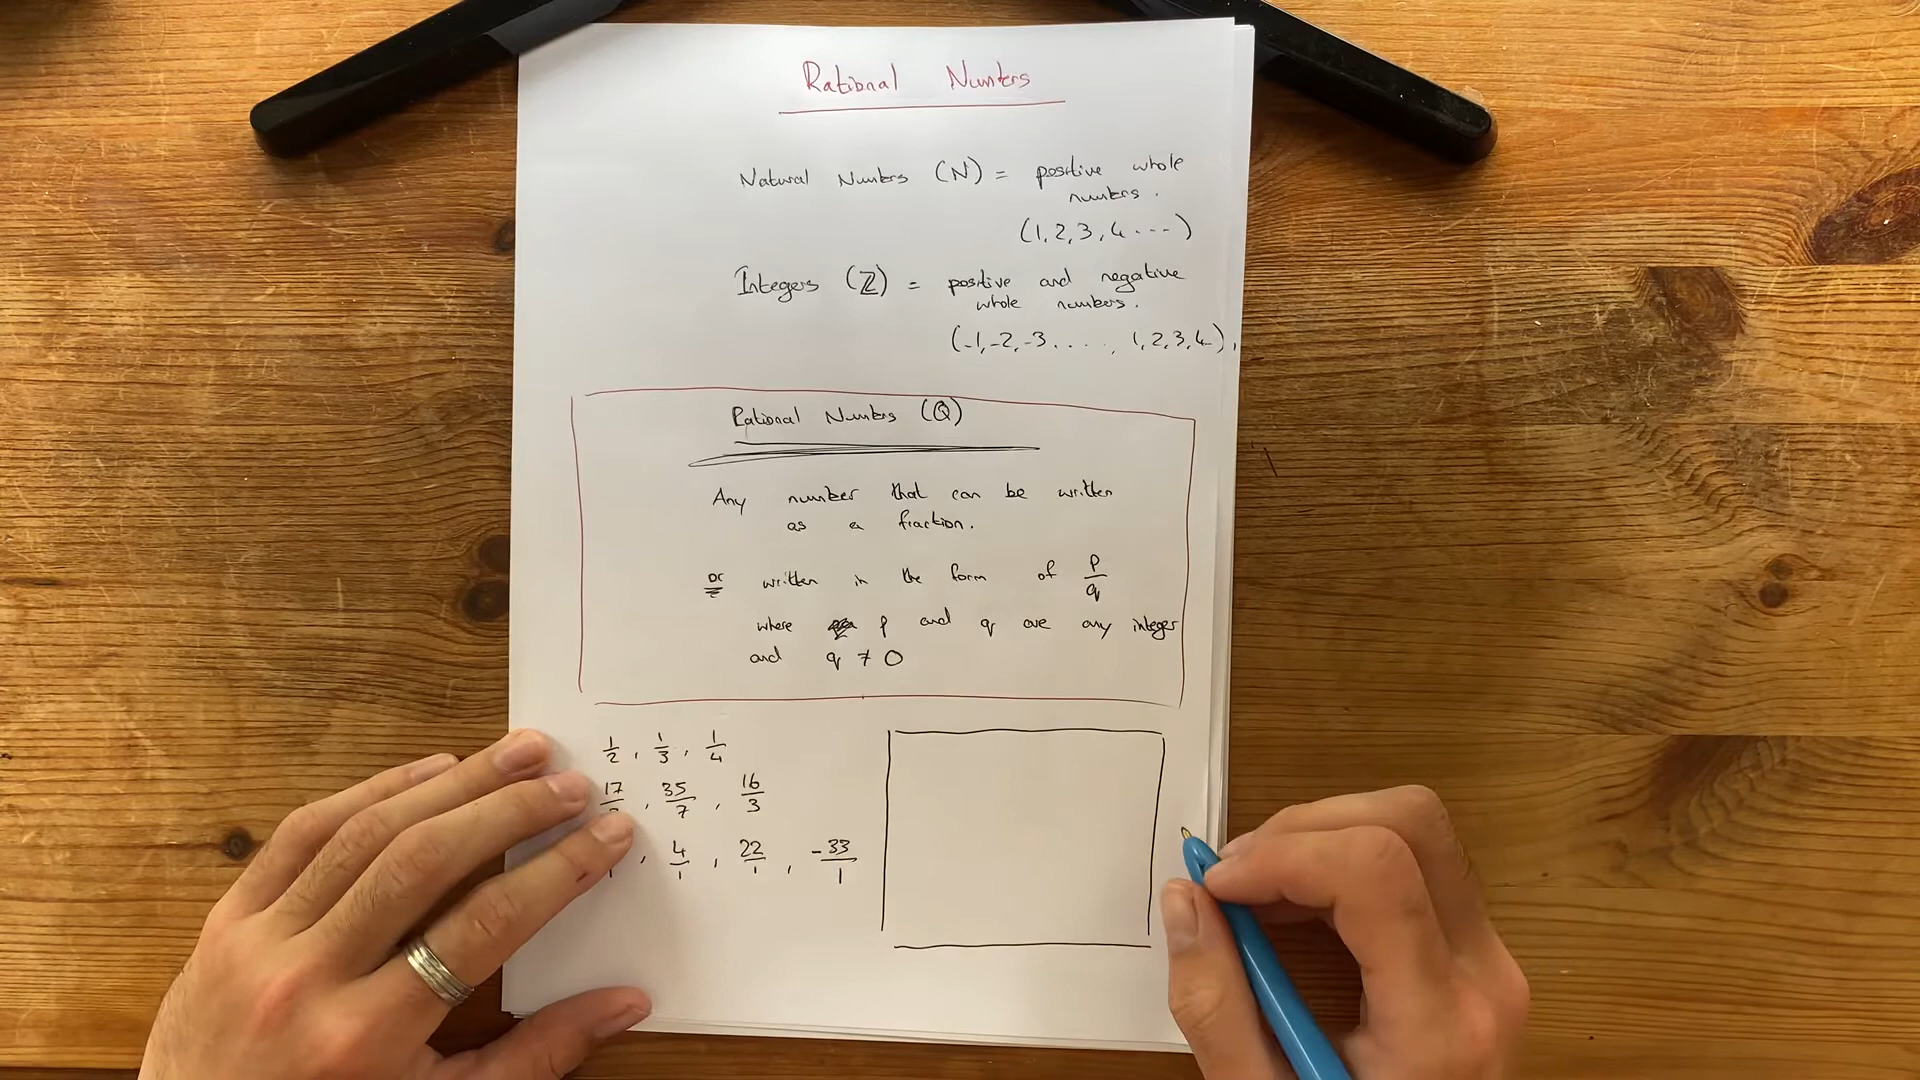 Rational Numbers
Natural Numbers (N) = positive whole
numbers.
(1, 2, 3, 4 ...)
Integers (ℤ) = positive and negative
whole numbers.
(-1, -2, -3 . . . . , 1, 2, 3, 4-),
Rational Numbers (Q)
Any number that can be written
as a fraction.
or written in the form of p/q
where p and q are any integer
and q ≠ 0
1/2, 1/3, 1/4
17, 35/7, 16/3
, 4/1, 22/1, -33/1